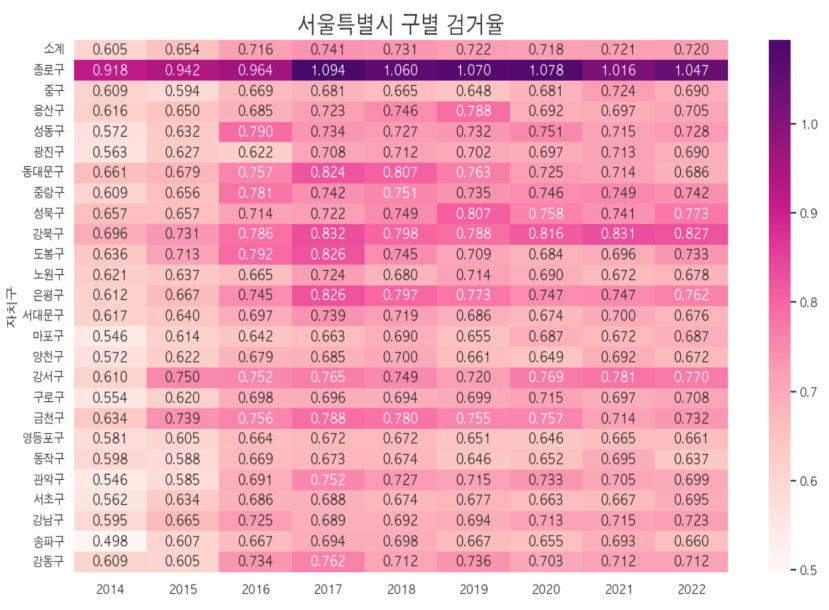 서울특별시 구별 검거율
소계 0.605 0.654 0.716 0.741 0.731 0.722 0.718 0.721 0.720
종로구 0.918 0.942 0.964 1.094 1.060 1.070 1.078 1.016 1.047
중구 0.609 0.594 0.669 0.681 0.665 0.648 0.681 0.724 0.690
용산구 0.616 0.650 0.685 0.723 0.746 0.788 0.692 0.697 0.705
성동구 0.572 0.632 0.790 0.734 0.727 0.732 0.751 0.715 0.728
광진구 0.563 0.627 0.622 0.708 0.712 0.702 0.697 0.713 0.690
동대문구 0.661 0.679 0.757 0.824 0.807 0.763 0.725 0.714 0.686
중랑구 0.609 0.656 0.781 0.742 0.751 0.735 0.746 0.749 0.742
성북구 0.657 0.657 0.714 0.722 0.749 0.807 0.758 0.741 0.773
강북구 0.696 0.731 0.786 0.832 0.798 0.788 0.816 0.831 0.827
도봉구 0.636 0.713 0.792 0.826 0.745 0.709 0.684 0.696 0.733
노원구 0.621 0.637 0.665 0.724 0.680 0.714 0.690 0.672 0.678
은평구 0.612 0.667 0.745 0.826 0.797 0.773 0.747 0.747 0.762
서대문구 0.617 0.640 0.697 0.739 0.719 0.686 0.674 0.700 0.676
마포구 0.546 0.614 0.642 0.663 0.690 0.655 0.687 0.672 0.687
양천구 0.572 0.622 0.679 0.685 0.700 0.661 0.649 0.692 0.672
강서구 0.610 0.750 0.752 0.765 0.749 0.720 0.769 0.781 0.770
구로구 0.554 0.620 0.698 0.696 0.694 0.699 0.715 0.697 0.708
금천구 0.634 0.739 0.756 0.788 0.780 0.755 0.757 0.714 0.732
영등포구 0.581 0.605 0.664 0.672 0.672 0.651 0.646 0.665 0.661
동작구 0.598 0.588 0.669 0.673 0.674 0.646 0.652 0.695 0.637
관악구 0.546 0.585 0.691 0.752 0.727 0.715 0.733 0.705 0.699
서초구 0.562 0.634 0.686 0.688 0.674 0.677 0.663 0.667 0.695
강남구 0.595 0.665 0.725 0.689 0.692 0.694 0.713 0.715 0.723
송파구 0.498 0.607 0.667 0.694 0.698 0.667 0.655 0.693 0.660
강동구 0.609 0.605 0.734 0.762 0.712 0.736 0.703 0.712 0.712
2014 2015 2016 2017 2018 2019 2020 2021 2022
자치구
1.0
0.9
0.8
0.7
0.6
0.5